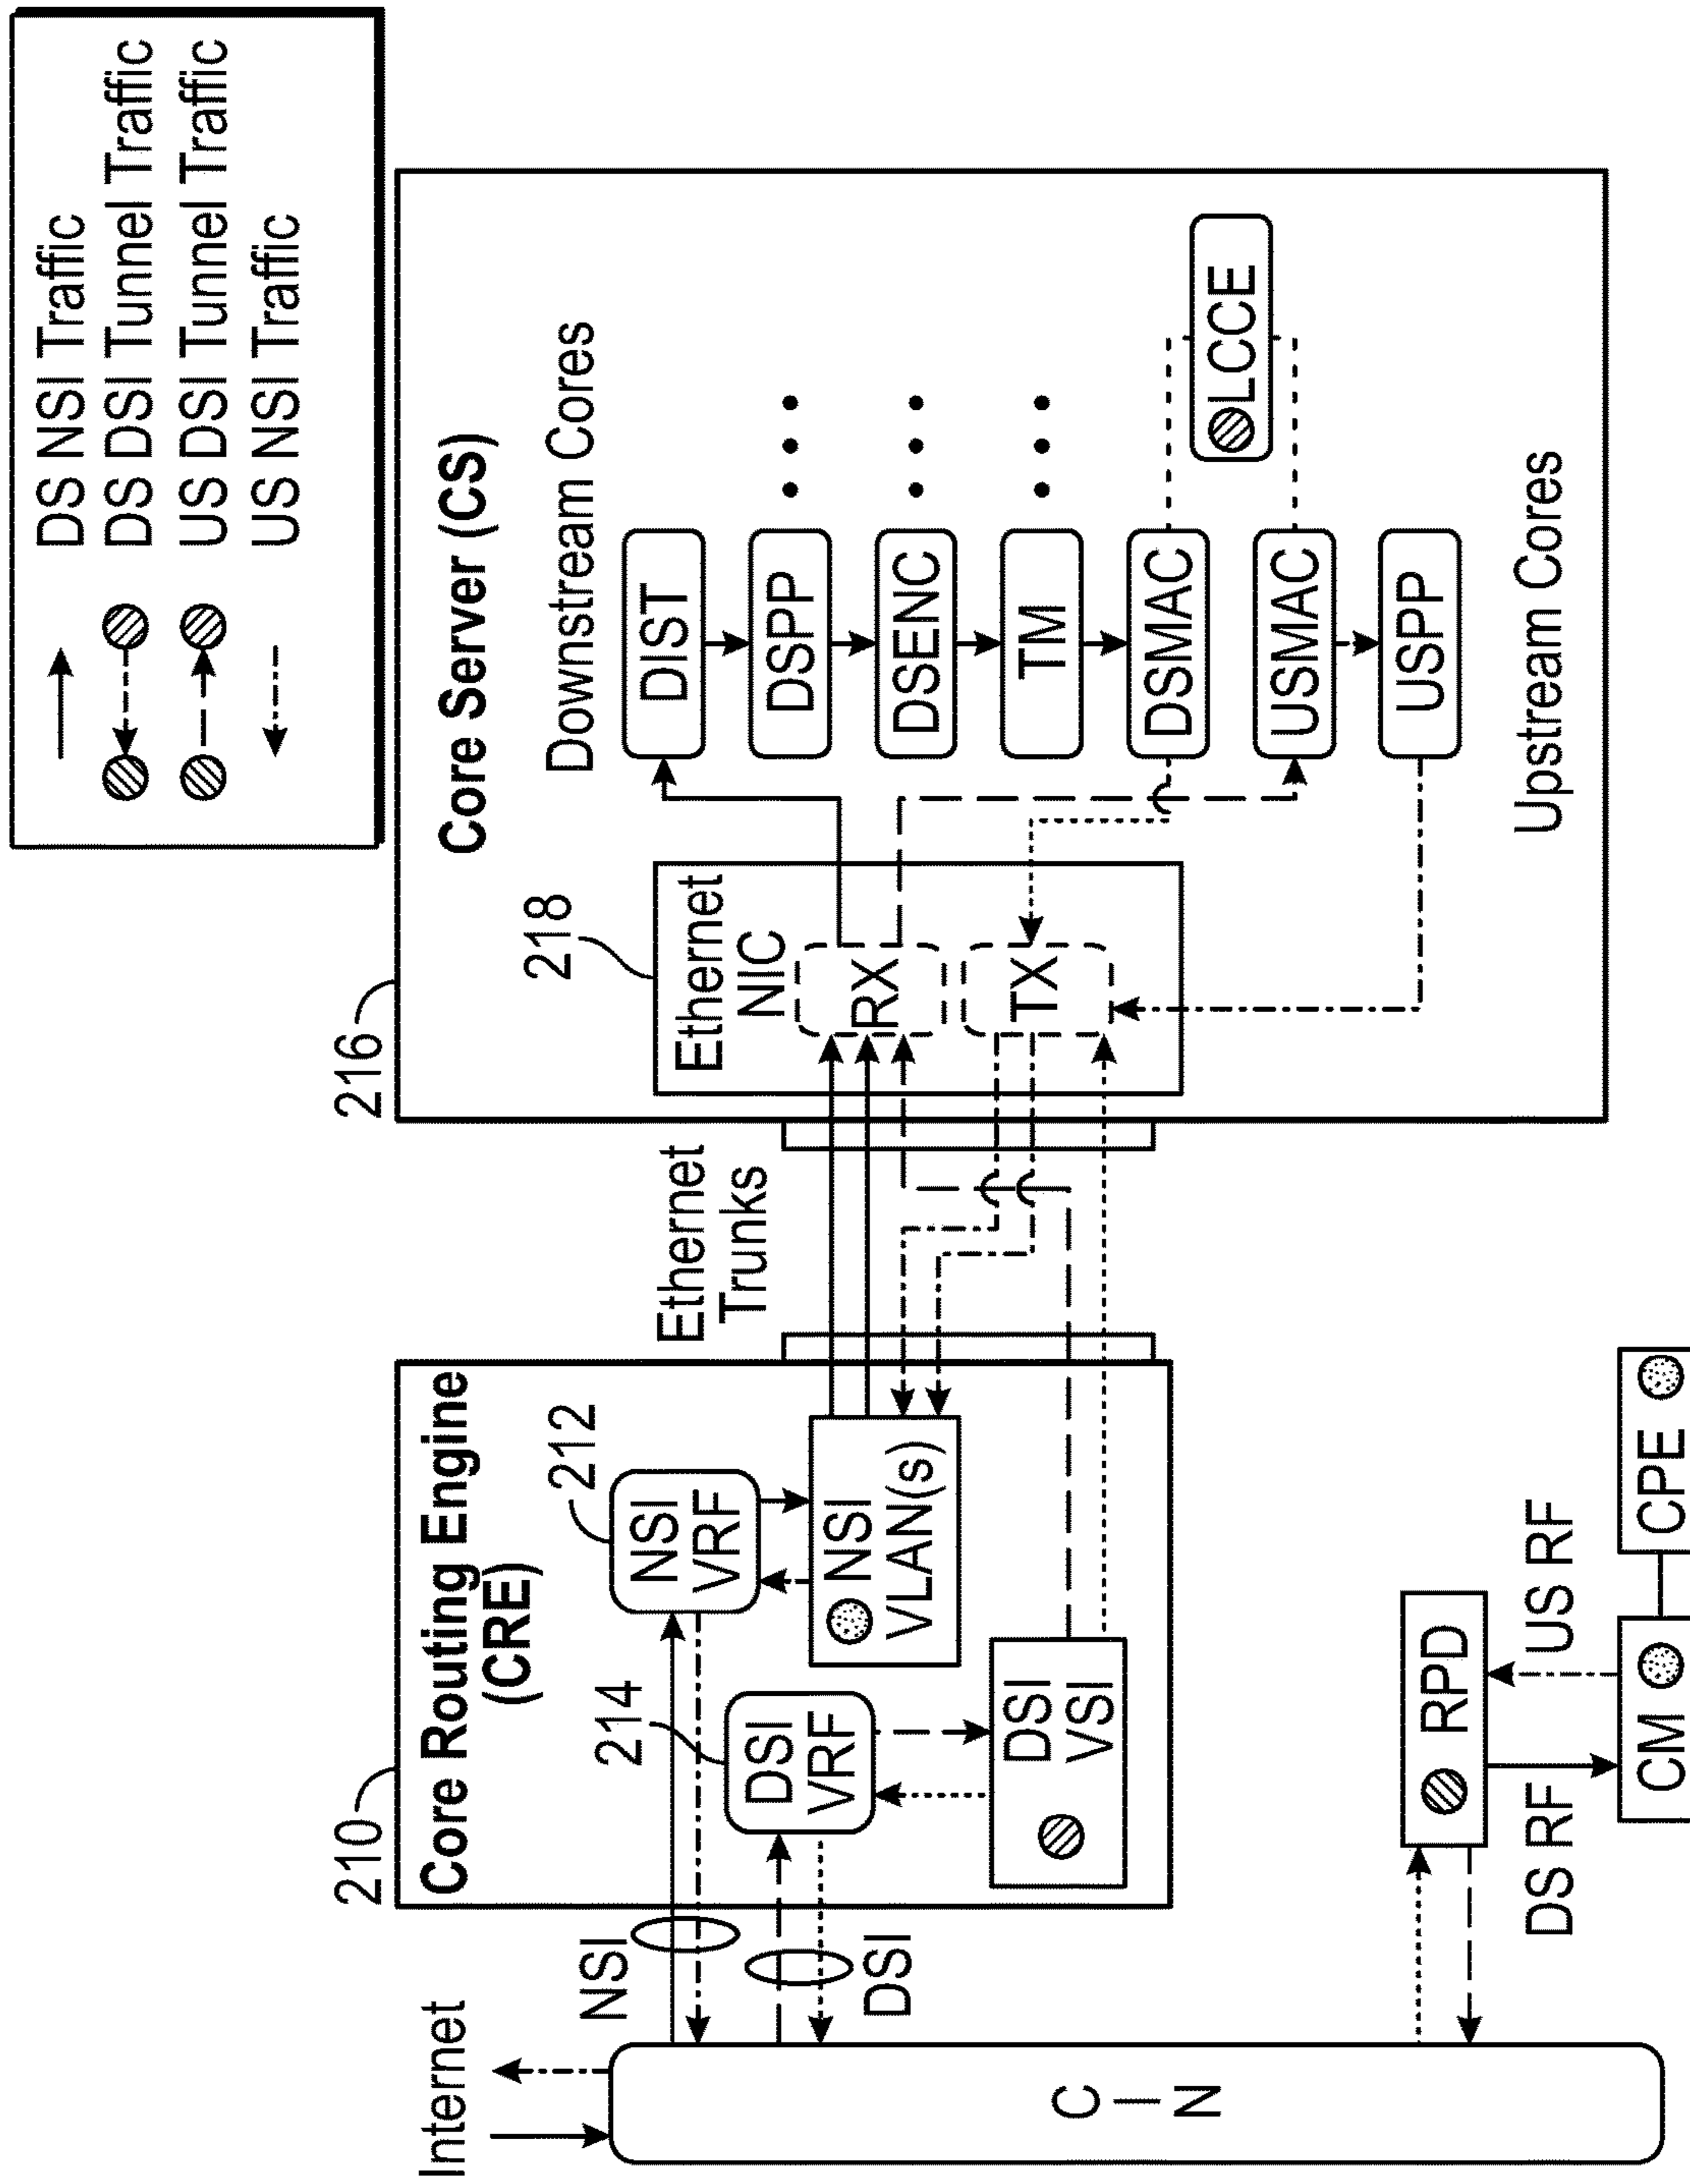 DS NSI Traffic
DS DSI Tunnel Traffic
US DSI Tunnel Traffic
US NSI Traffic
210
Core Routing Engine
(CRE)
212
214
NSI
VRF
DSI
VRF
NSI
VLAN(s)
DSI
VSI
Internet
NSI
DSI
C
I
N
Ethernet
Trunks
216
Core Server (CS)
218
Ethernet
NIC
RX
TX
Downstream Cores
DIST
DSPP
DSENC
TM
DSMAC
USMAC
USPP
LCCE
Upstream Cores
RPD
DS RF
US RF
CM
CPE